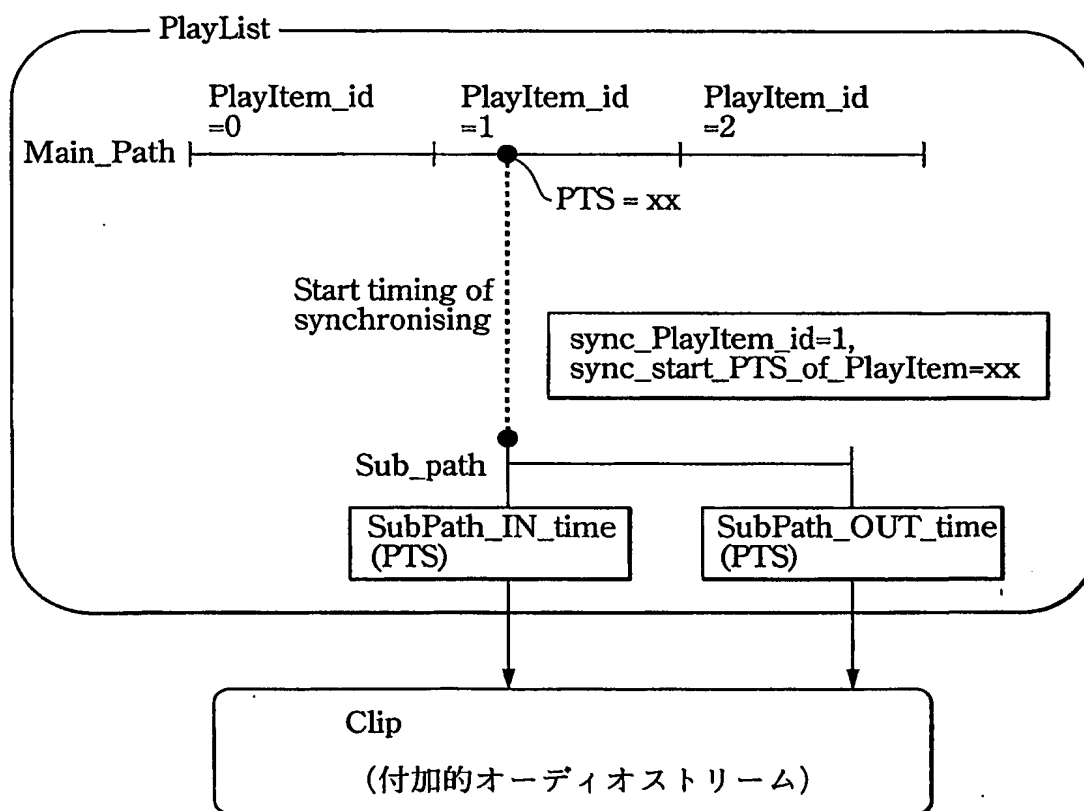 PlayList
PlayItem_id
=0
PlayItem_id
=1
PlayItem_id
=2
Main_Path
PTS = xx
Start timing of
synchronising
sync_PlayItem_id=1,
sync_start_PTS_of_PlayItem=xx
Sub_path
SubPath_IN_time
(PTS)
SubPath_OUT_time
(PTS)
Clip
(付加的オーディオストリーム)